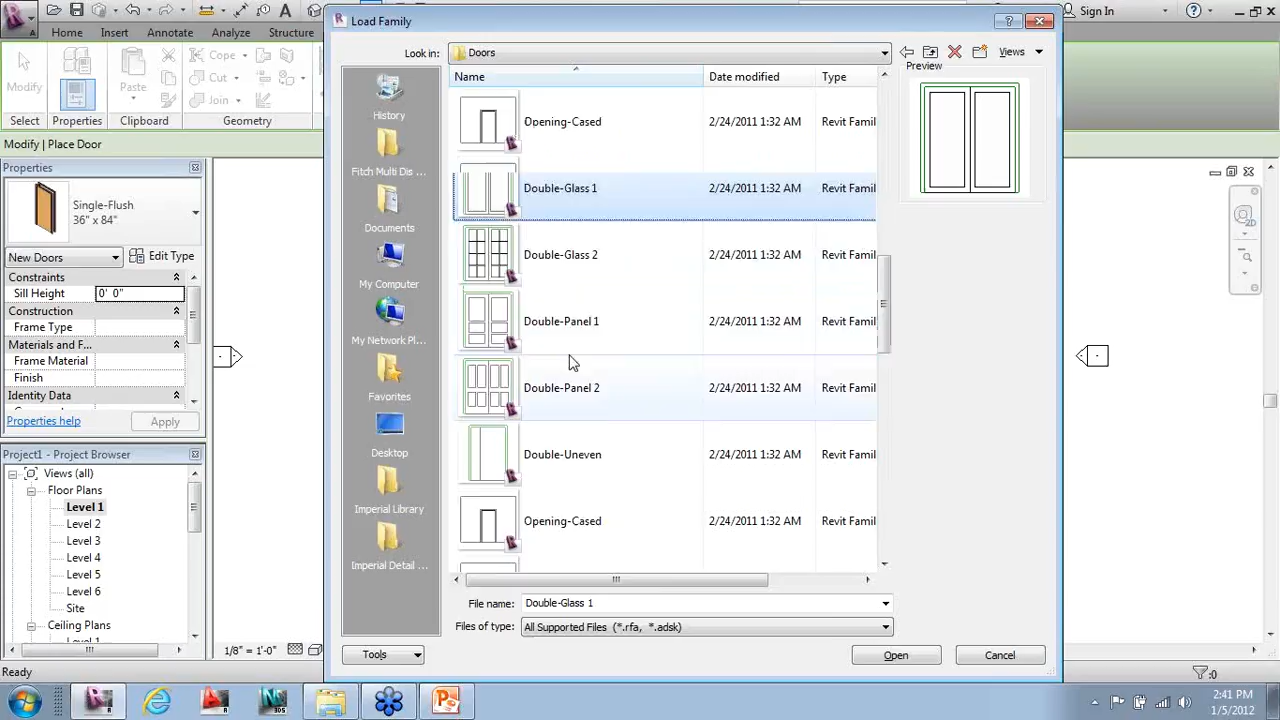 Load Family
Sign In
Home
Insert
Annotate
Analyze
Structure
Modify
Paste
Cope
Cut
Join
Select
Properties
Clipboard
Geometry
Modify | Place Door
Properties
Single-Flush
36" x 84"
New Doors
Edit Type
Constraints
Sill Height
0' 0"
Construction
Frame Type
Materials and F...
Frame Material
Finish
Identity Data
Properties help
Apply
Project1 - Project Browser
Views (all)
Floor Plans
Level 1
Level 2
Level 3
Level 4
Level 5
Level 6
Site
Ceiling Plans
Look in:
Doors
Views
History
Fitch Multi Dis ...
Documents
My Computer
My Network Pl...
Favorites
Desktop
Imperial Library
Imperial Detail ...
Tools
Name
Date modified
Type
Opening-Cased
2/24/2011 1:32 AM
Revit Famil
Double-Glass 1
2/24/2011 1:32 AM
Revit Famil
Double-Glass 2
2/24/2011 1:32 AM
Revit Famil
Double-Panel 1
2/24/2011 1:32 AM
Revit Famil
Double-Panel 2
2/24/2011 1:32 AM
Revit Famil
Double-Uneven
2/24/2011 1:32 AM
Revit Famil
Opening-Cased
2/24/2011 1:32 AM
Revit Famil
Preview
File name:
Double-Glass 1
Files of type:
All Supported Files (*.rfa, *.adsk)
Open
Cancel
1/8" = 1'-0"
Ready
:0
2:41 PM
1/5/2012